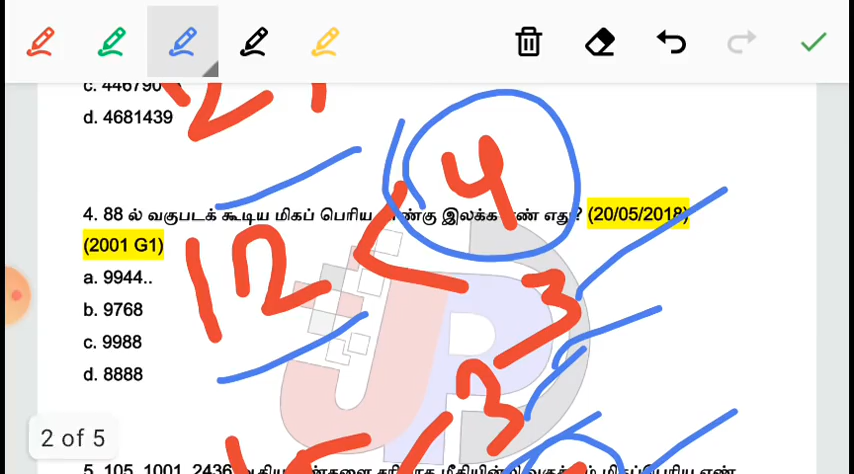 c. 446790
d. 4681439
4
4. 88 ல் வகுபடக் கூடிய மிகப் பெரிய இலக்க எண் எது? (20/05/2018)
(2001 G1)
12
a. 9944..
3
b. 9768
c. 9988
d. 8888
3
2 of 5
5. 105, 1001, 2436